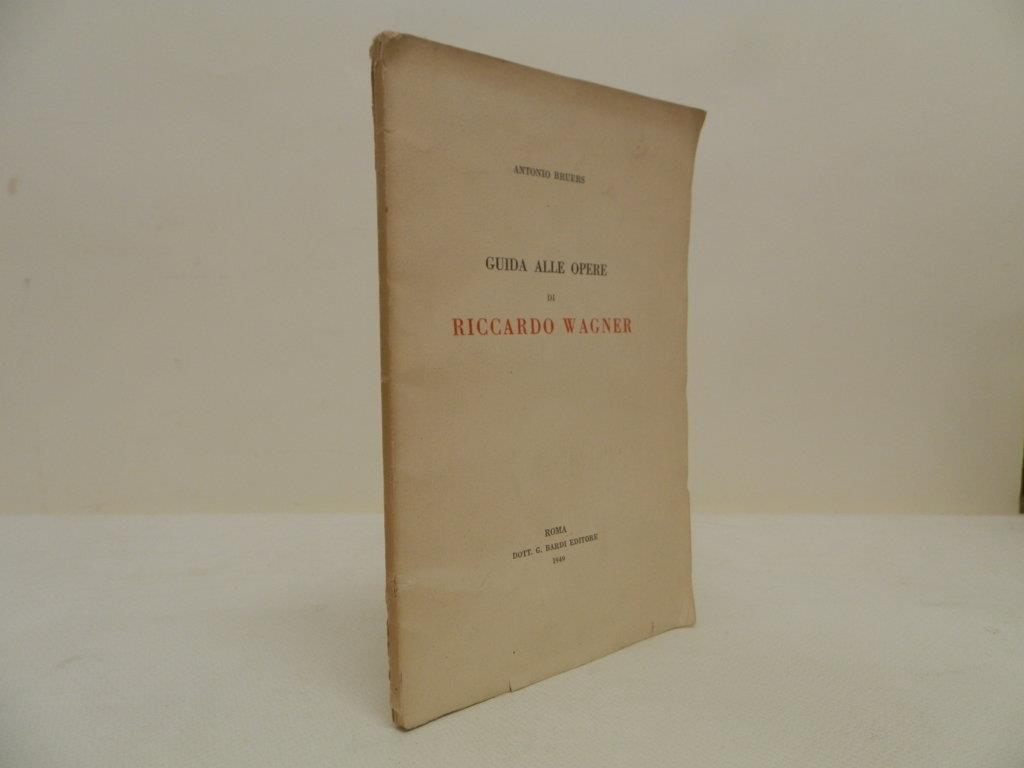 ANTONIO BRUERS
GUIDA ALLE OPERE
DI
RICCARDO WAGNER
ROMA
DOTT. G. BARDI EDITORE
1949